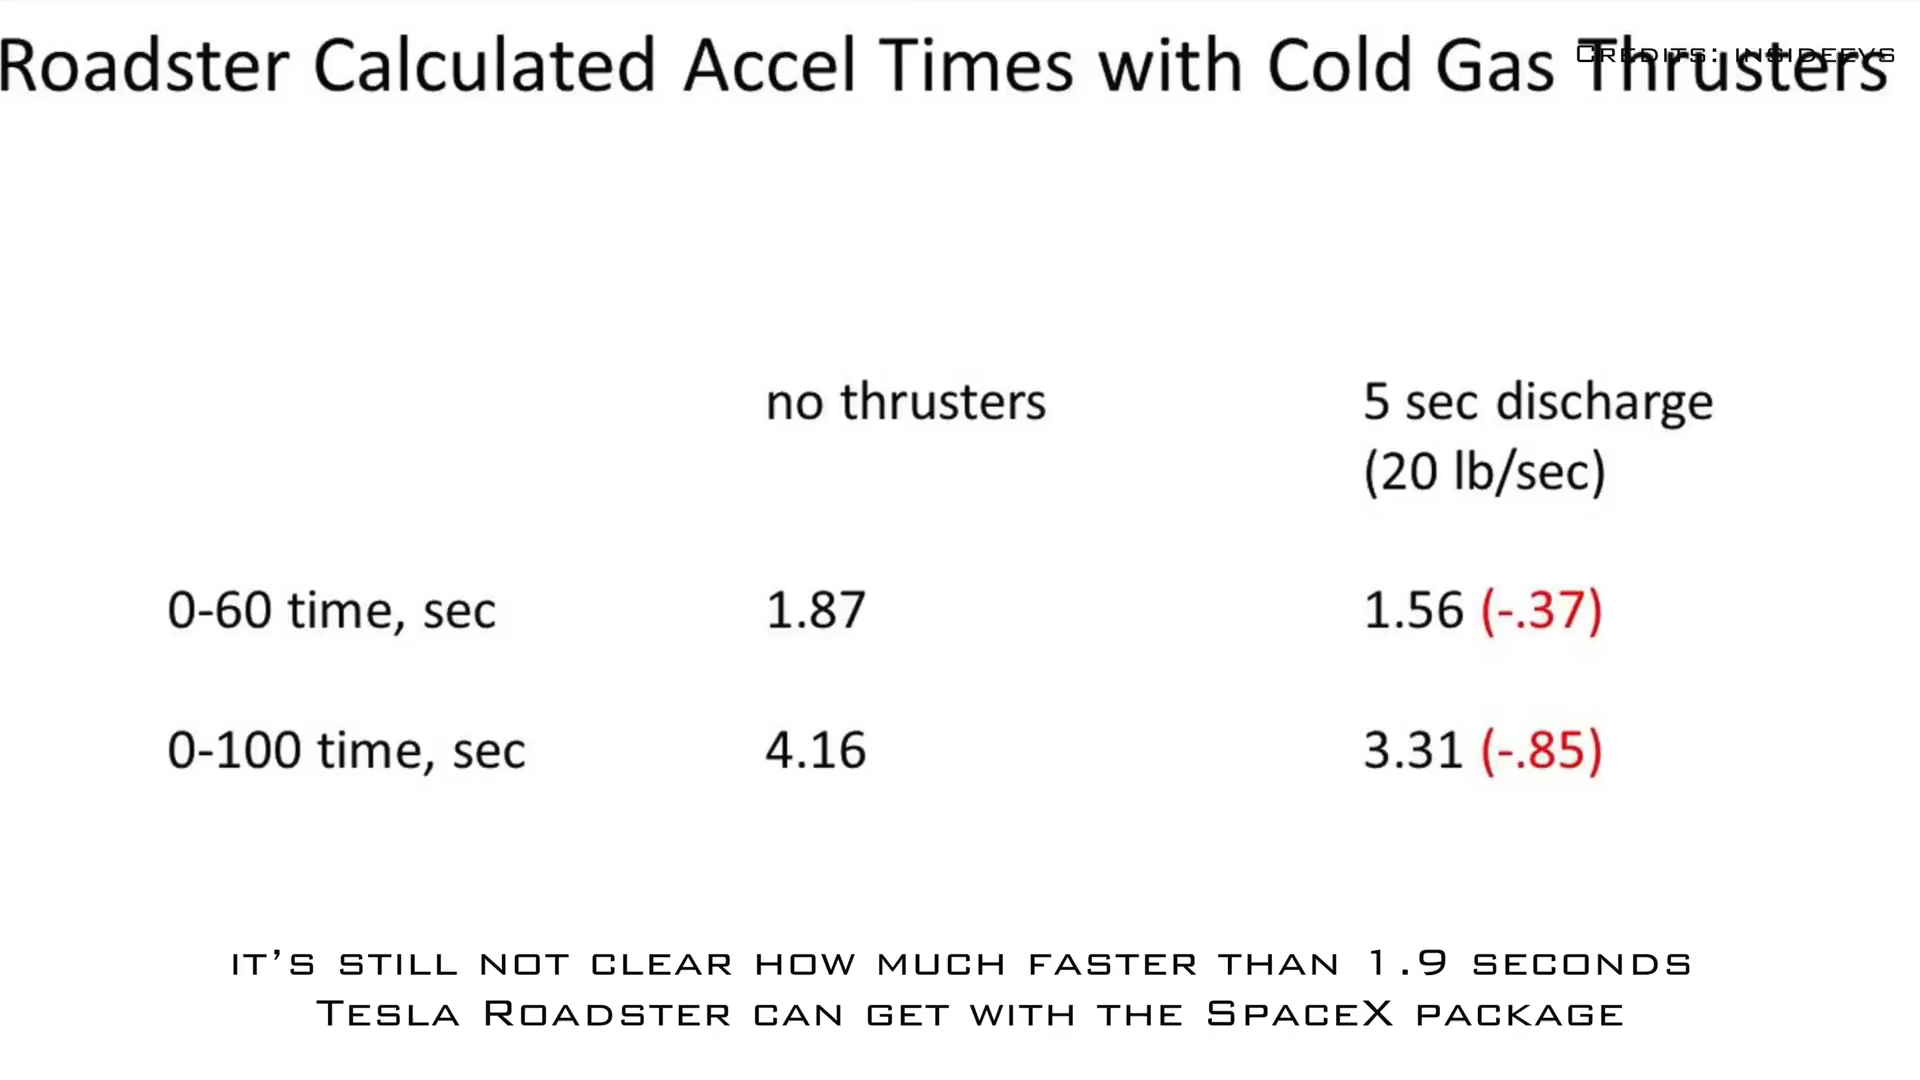 Roadster Calculated Accel Times with Cold Gas Thrusters
Credits: insideevs
no thrusters 5 sec discharge
(20 lb/sec)
0-60 time, sec 1.87 1.56 (-.37)
0-100 time, sec 4.16 3.31 (-.85)
it's still not clear how much faster than 1.9 seconds
Tesla Roadster can get with the SpaceX package